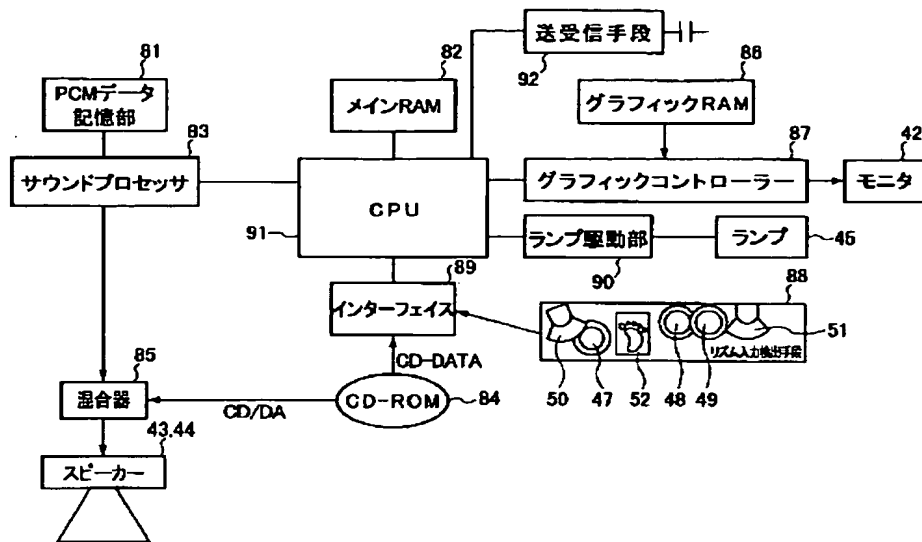 81
PCMデータ
記憶部
83
サウンドプロセッサ
82
メインRAM
送受信手段
92
86
グラフィックRAM
87
グラフィックコントローラー
42
モニタ
CPU
91
ランプ駆動部
90
ランプ
45
89
インターフェイス
88
リズム入力検出手段
50
47
52
48
49
51
CD-DATA
CD-ROM
84
CD/DA
85
混合器
43.44
スピーカー